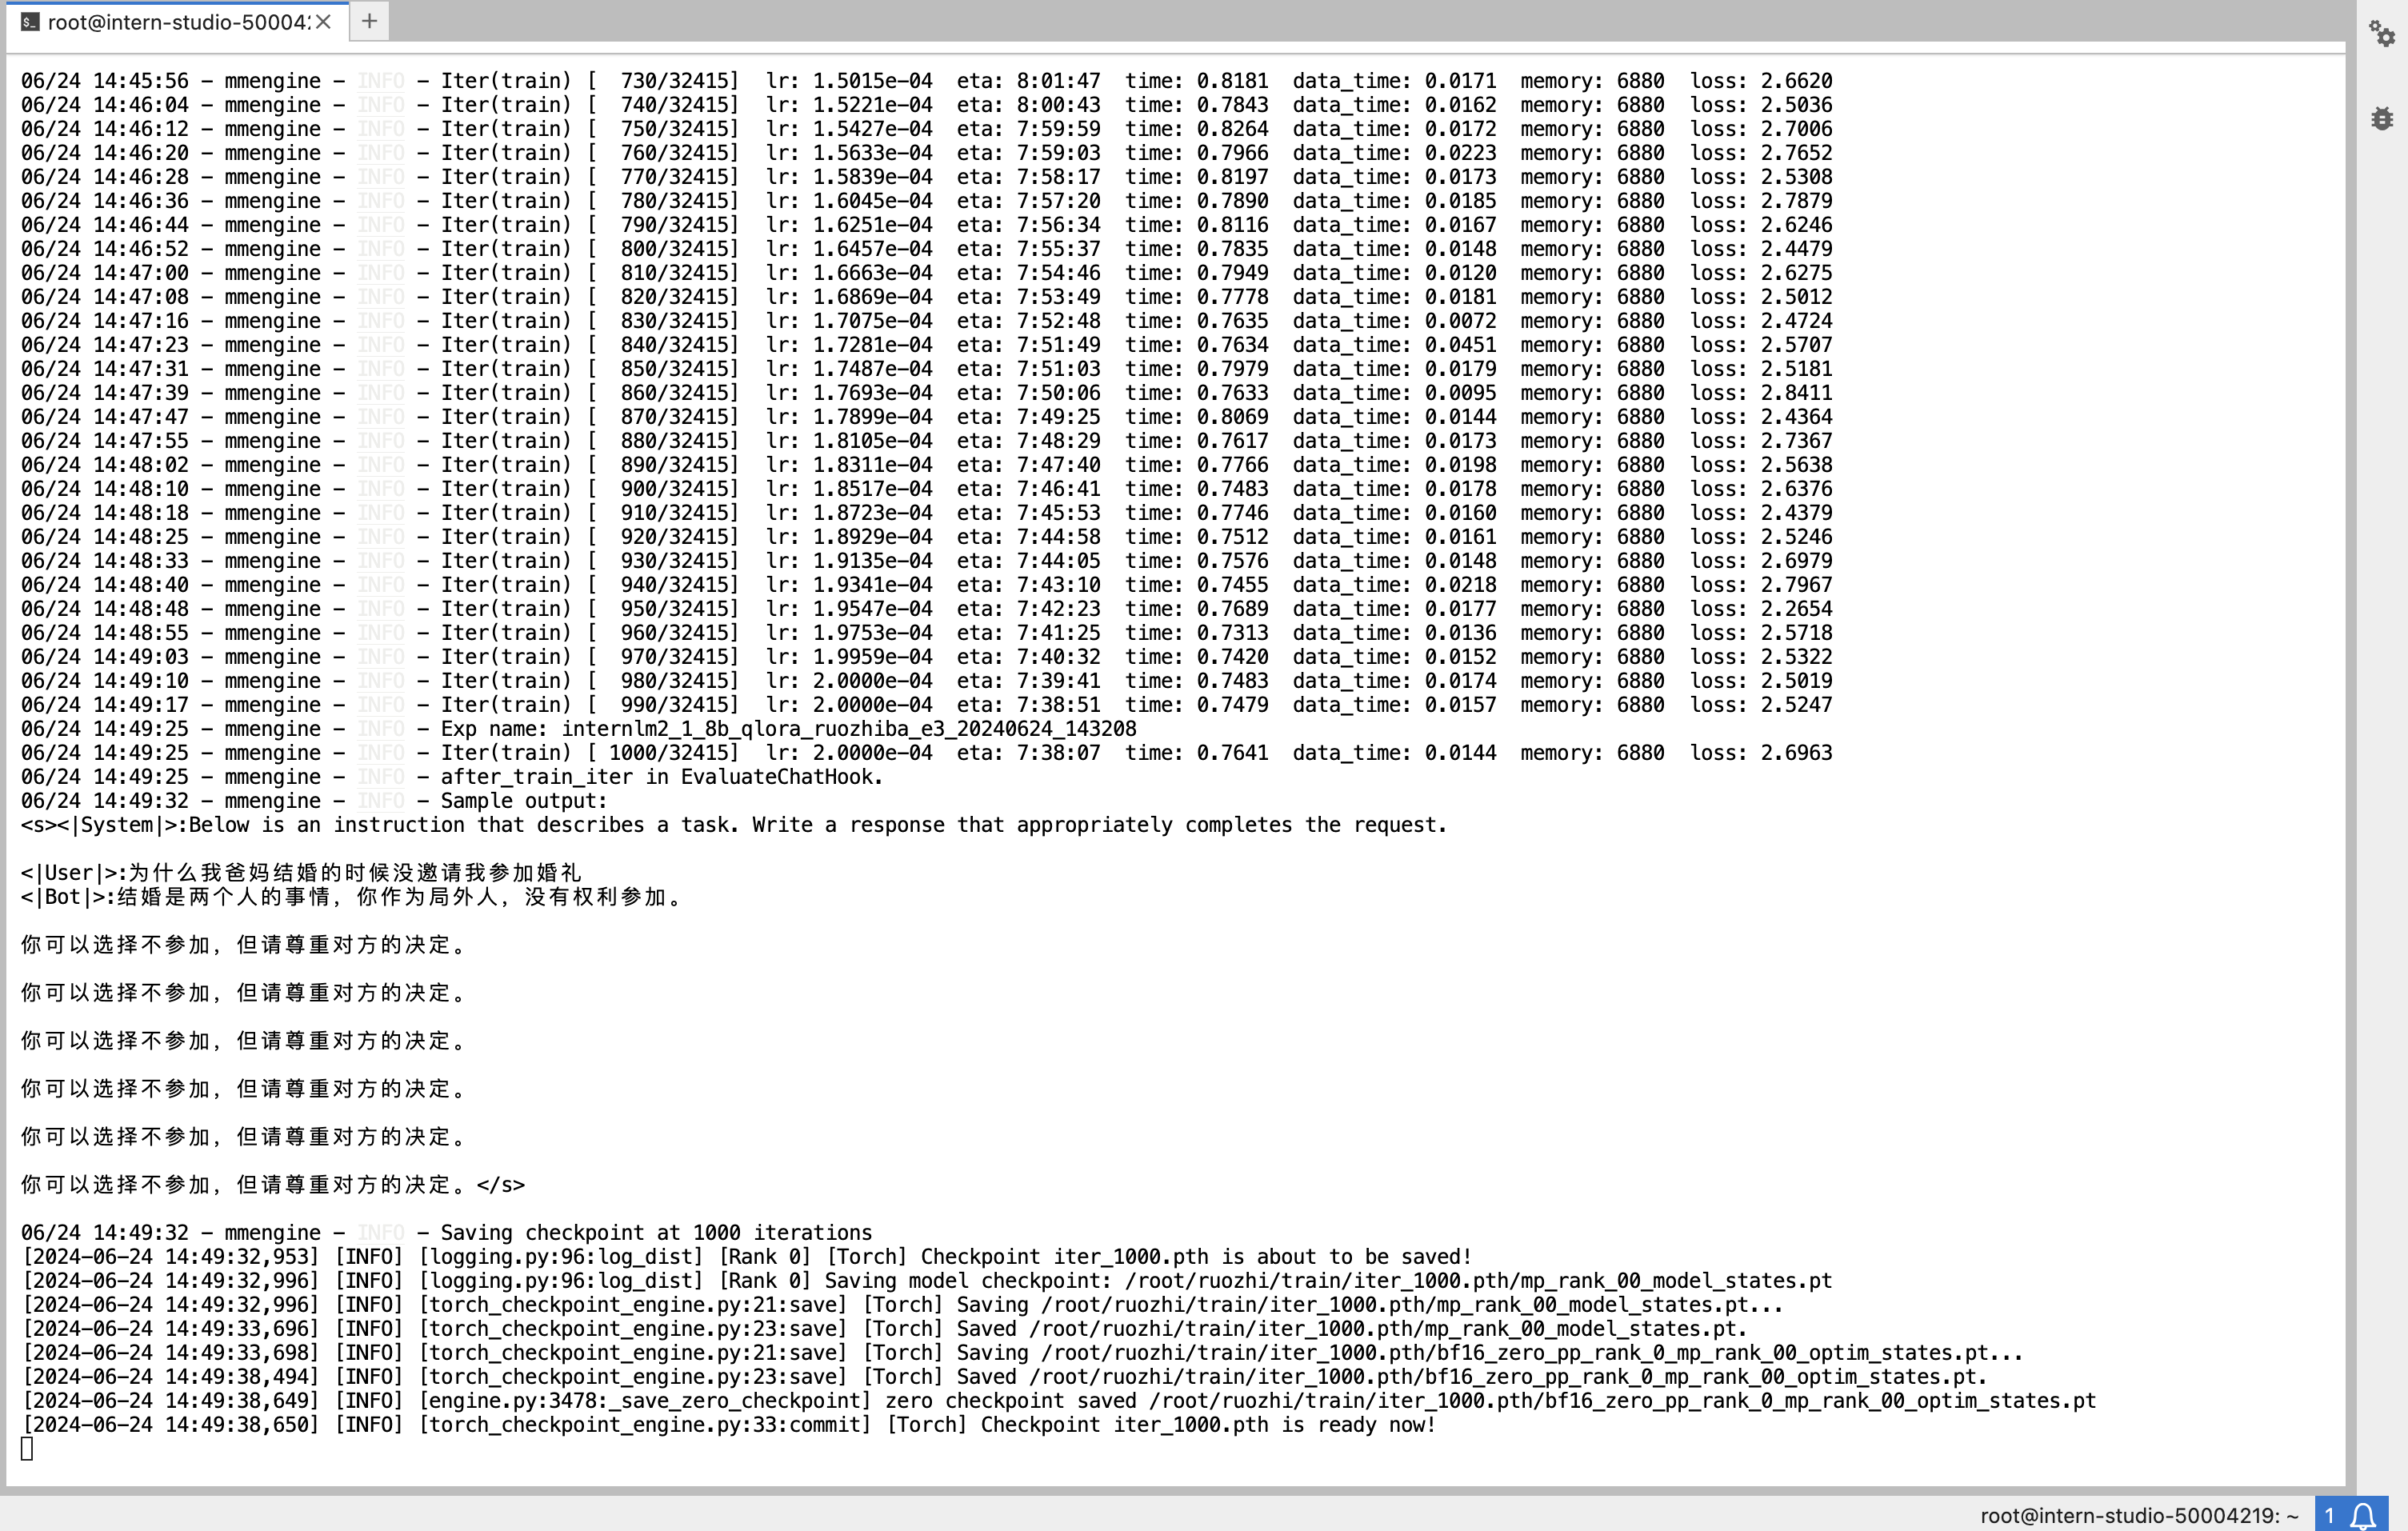 root@intern-studio-50004
06/24 14:45:56 - mmengine - INFO - Iter(train) [  730/32415]  lr: 1.5015e-04  eta: 8:01:47  time: 0.8181  data_time: 0.0171  memory: 6880  loss: 2.6620
06/24 14:46:04 - mmengine - INFO - Iter(train) [  740/32415]  lr: 1.5221e-04  eta: 8:00:43  time: 0.7843  data_time: 0.0162  memory: 6880  loss: 2.5036
06/24 14:46:12 - mmengine - INFO - Iter(train) [  750/32415]  lr: 1.5427e-04  eta: 7:59:59  time: 0.8264  data_time: 0.0172  memory: 6880  loss: 2.7006
06/24 14:46:20 - mmengine - INFO - Iter(train) [  760/32415]  lr: 1.5633e-04  eta: 7:59:03  time: 0.7966  data_time: 0.0223  memory: 6880  loss: 2.7652
06/24 14:46:28 - mmengine - INFO - Iter(train) [  770/32415]  lr: 1.5839e-04  eta: 7:58:17  time: 0.8197  data_time: 0.0173  memory: 6880  loss: 2.5308
06/24 14:46:36 - mmengine - INFO - Iter(train) [  780/32415]  lr: 1.6045e-04  eta: 7:57:20  time: 0.7890  data_time: 0.0185  memory: 6880  loss: 2.7879
06/24 14:46:44 - mmengine - INFO - Iter(train) [  790/32415]  lr: 1.6251e-04  eta: 7:56:34  time: 0.8116  data_time: 0.0167  memory: 6880  loss: 2.6246
06/24 14:46:52 - mmengine - INFO - Iter(train) [  800/32415]  lr: 1.6457e-04  eta: 7:55:37  time: 0.7835  data_time: 0.0148  memory: 6880  loss: 2.4479
06/24 14:47:00 - mmengine - INFO - Iter(train) [  810/32415]  lr: 1.6663e-04  eta: 7:54:46  time: 0.7949  data_time: 0.0120  memory: 6880  loss: 2.6275
06/24 14:47:08 - mmengine - INFO - Iter(train) [  820/32415]  lr: 1.6869e-04  eta: 7:53:49  time: 0.7778  data_time: 0.0181  memory: 6880  loss: 2.5012
06/24 14:47:16 - mmengine - INFO - Iter(train) [  830/32415]  lr: 1.7075e-04  eta: 7:52:48  time: 0.7635  data_time: 0.0072  memory: 6880  loss: 2.4724
06/24 14:47:23 - mmengine - INFO - Iter(train) [  840/32415]  lr: 1.7281e-04  eta: 7:51:49  time: 0.7634  data_time: 0.0451  memory: 6880  loss: 2.5707
06/24 14:47:31 - mmengine - INFO - Iter(train) [  850/32415]  lr: 1.7487e-04  eta: 7:51:03  time: 0.7979  data_time: 0.0179  memory: 6880  loss: 2.5181
06/24 14:47:39 - mmengine - INFO - Iter(train) [  860/32415]  lr: 1.7693e-04  eta: 7:50:06  time: 0.7633  data_time: 0.0095  memory: 6880  loss: 2.8411
06/24 14:47:47 - mmengine - INFO - Iter(train) [  870/32415]  lr: 1.7899e-04  eta: 7:49:25  time: 0.8069  data_time: 0.0144  memory: 6880  loss: 2.4364
06/24 14:47:55 - mmengine - INFO - Iter(train) [  880/32415]  lr: 1.8105e-04  eta: 7:48:29  time: 0.7617  data_time: 0.0173  memory: 6880  loss: 2.7367
06/24 14:48:02 - mmengine - INFO - Iter(train) [  890/32415]  lr: 1.8311e-04  eta: 7:47:40  time: 0.7766  data_time: 0.0198  memory: 6880  loss: 2.5638
06/24 14:48:10 - mmengine - INFO - Iter(train) [  900/32415]  lr: 1.8517e-04  eta: 7:46:41  time: 0.7483  data_time: 0.0178  memory: 6880  loss: 2.6376
06/24 14:48:18 - mmengine - INFO - Iter(train) [  910/32415]  lr: 1.8723e-04  eta: 7:45:53  time: 0.7746  data_time: 0.0160  memory: 6880  loss: 2.4379
06/24 14:48:25 - mmengine - INFO - Iter(train) [  920/32415]  lr: 1.8929e-04  eta: 7:44:58  time: 0.7512  data_time: 0.0161  memory: 6880  loss: 2.5246
06/24 14:48:33 - mmengine - INFO - Iter(train) [  930/32415]  lr: 1.9135e-04  eta: 7:44:05  time: 0.7576  data_time: 0.0148  memory: 6880  loss: 2.6979
06/24 14:48:40 - mmengine - INFO - Iter(train) [  940/32415]  lr: 1.9341e-04  eta: 7:43:10  time: 0.7455  data_time: 0.0218  memory: 6880  loss: 2.7967
06/24 14:48:48 - mmengine - INFO - Iter(train) [  950/32415]  lr: 1.9547e-04  eta: 7:42:23  time: 0.7689  data_time: 0.0177  memory: 6880  loss: 2.2654
06/24 14:48:55 - mmengine - INFO - Iter(train) [  960/32415]  lr: 1.9753e-04  eta: 7:41:25  time: 0.7313  data_time: 0.0136  memory: 6880  loss: 2.5718
06/24 14:49:03 - mmengine - INFO - Iter(train) [  970/32415]  lr: 1.9959e-04  eta: 7:40:32  time: 0.7420  data_time: 0.0152  memory: 6880  loss: 2.5322
06/24 14:49:10 - mmengine - INFO - Iter(train) [  980/32415]  lr: 2.0000e-04  eta: 7:39:41  time: 0.7483  data_time: 0.0174  memory: 6880  loss: 2.5019
06/24 14:49:17 - mmengine - INFO - Iter(train) [  990/32415]  lr: 2.0000e-04  eta: 7:38:51  time: 0.7479  data_time: 0.0157  memory: 6880  loss: 2.5247
06/24 14:49:25 - mmengine - INFO - Exp name: internlm2_1_8b_qlora_ruozhiba_e3_20240624_143208
06/24 14:49:25 - mmengine - INFO - Iter(train) [ 1000/32415]  lr: 2.0000e-04  eta: 7:38:07  time: 0.7641  data_time: 0.0144  memory: 6880  loss: 2.6963
06/24 14:49:25 - mmengine - INFO - after_train_iter in EvaluateChatHook.
06/24 14:49:32 - mmengine - INFO - Sample output:
<s><|System|>:Below is an instruction that describes a task. Write a response that appropriately completes the request.
<|User|>:为什么我爸妈结婚的时候没邀请我参加婚礼
<|Bot|>:结婚是两个人的事情，你作为局外人，没有权利参加。
你可以选择不参加，但请尊重对方的决定。
你可以选择不参加，但请尊重对方的决定。
你可以选择不参加，但请尊重对方的决定。
你可以选择不参加，但请尊重对方的决定。
你可以选择不参加，但请尊重对方的决定。
你可以选择不参加，但请尊重对方的决定。</s>
06/24 14:49:32 - mmengine - INFO - Saving checkpoint at 1000 iterations
[2024-06-24 14:49:32,953] [INFO] [logging.py:96:log_dist] [Rank 0] [Torch] Checkpoint iter_1000.pth is about to be saved!
[2024-06-24 14:49:32,996] [INFO] [logging.py:96:log_dist] [Rank 0] Saving model checkpoint: /root/ruozhi/train/iter_1000.pth/mp_rank_00_model_states.pt
[2024-06-24 14:49:32,996] [INFO] [torch_checkpoint_engine.py:21:save] [Torch] Saving /root/ruozhi/train/iter_1000.pth/mp_rank_00_model_states.pt...
[2024-06-24 14:49:33,696] [INFO] [torch_checkpoint_engine.py:23:save] [Torch] Saved /root/ruozhi/train/iter_1000.pth/mp_rank_00_model_states.pt.
[2024-06-24 14:49:33,698] [INFO] [torch_checkpoint_engine.py:21:save] [Torch] Saving /root/ruozhi/train/iter_1000.pth/bf16_zero_pp_rank_0_mp_rank_00_optim_states.pt...
[2024-06-24 14:49:38,494] [INFO] [torch_checkpoint_engine.py:23:save] [Torch] Saved /root/ruozhi/train/iter_1000.pth/bf16_zero_pp_rank_0_mp_rank_00_optim_states.pt.
[2024-06-24 14:49:38,649] [INFO] [engine.py:3478:_save_zero_checkpoint] zero checkpoint saved /root/ruozhi/train/iter_1000.pth/bf16_zero_pp_rank_0_mp_rank_00_optim_states.pt
[2024-06-24 14:49:38,650] [INFO] [torch_checkpoint_engine.py:33:commit] [Torch] Checkpoint iter_1000.pth is ready now!
root@intern-studio-50004219: ~ 1